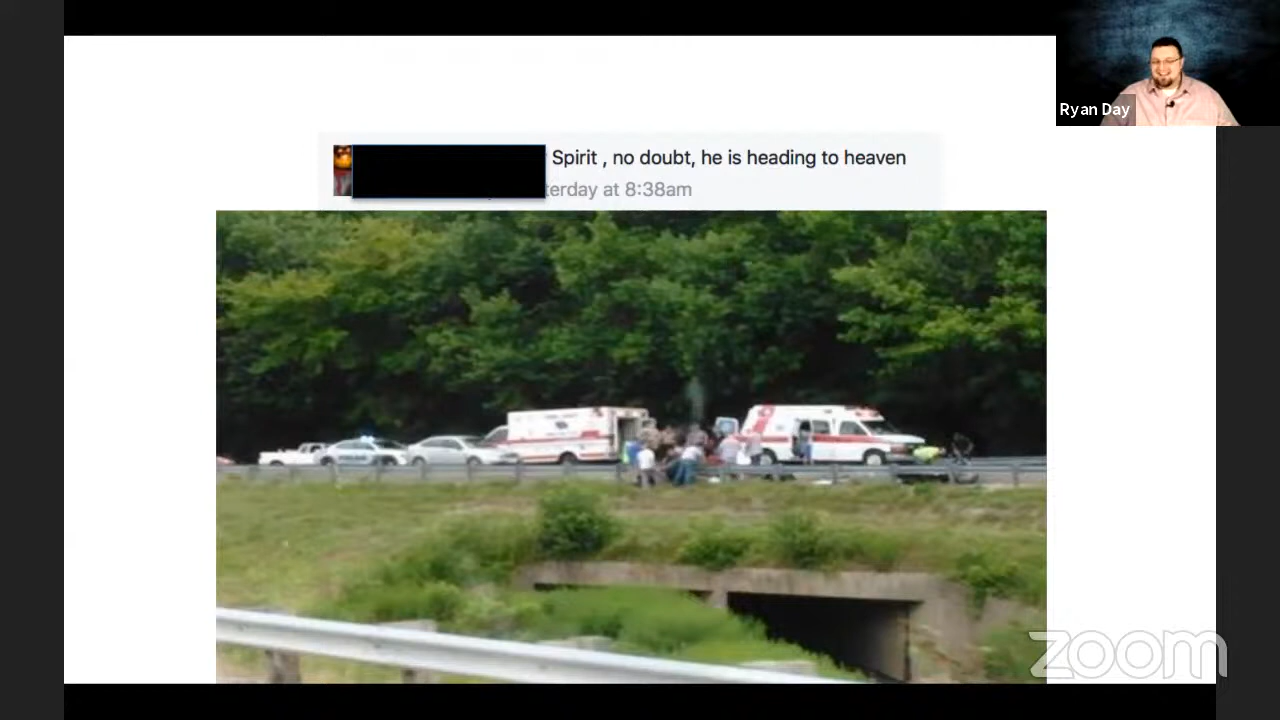 Ryan Day
Spirit , no doubt, he is heading to heaven
terday at 8:38am
zoom